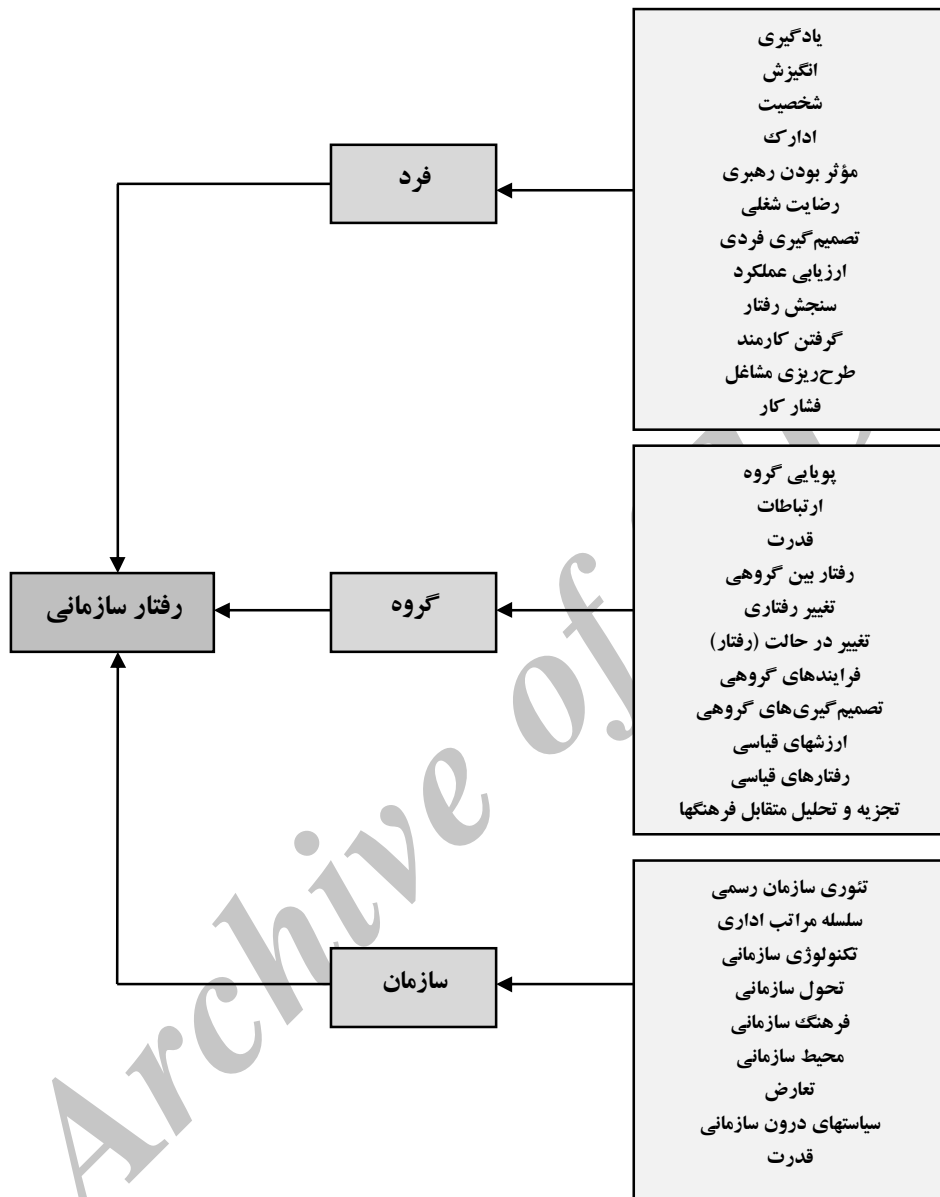 یادگیری
انگیزش
شخصیت
ادارک
مؤثر بودن رهبری
رضایت شغلی
تصمیم‌گیری فردی
ارزیابی عملکرد
سنجش رفتار
گرفتن کارمند
طرح‌ریزی مشاغل
فشار کار
فرد
پویایی گروه
ارتباطات
قدرت
رفتار بین گروهی
تغییر رفتاری
تغییر در حالت (رفتار)
فرایندهای گروهی
تصمیم‌گیری‌های گروهی
ارزشهای قیاسی
رفتارهای قیاسی
تجزیه و تحلیل متقابل فرهنگها
گروه
رفتار سازمانی
تئوری سازمان رسمی
سلسله مراتب اداری
تکنولوژی سازمانی
تحول سازمانی
فرهنگ سازمانی
محیط سازمانی
تعارض
سیاستهای درون سازمانی
قدرت
سازمان
Archive of